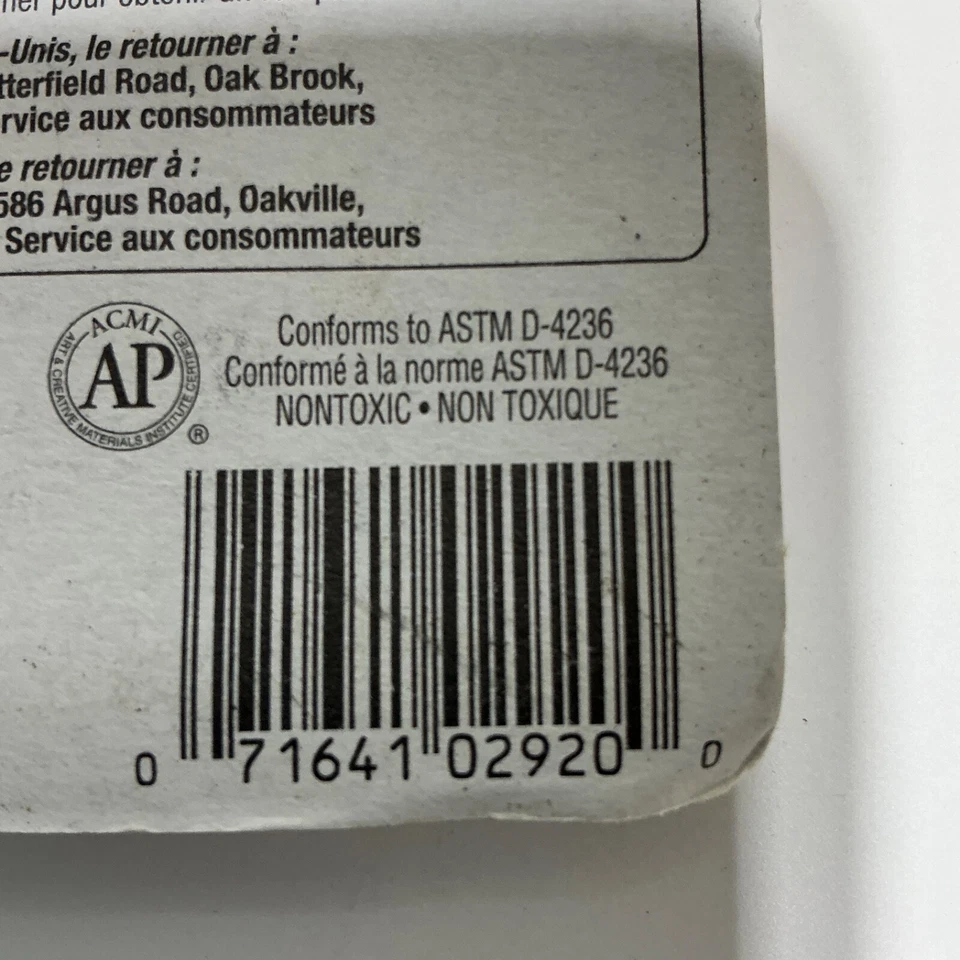 -Unis, le retourner à :
tterfield Road, Oak Brook,
rvice aux consommateurs
e retourner à :
586 Argus Road, Oakville,
Service aux consommateurs
ACMI
AP
ART & CREATIVE MATERIALS INSTITUTE CERTIFIED
®
Conforms to ASTM D-4236
Conformé à la norme ASTM D-4236
NONTOXIC • NON TOXIQUE
0 71641 02920 0